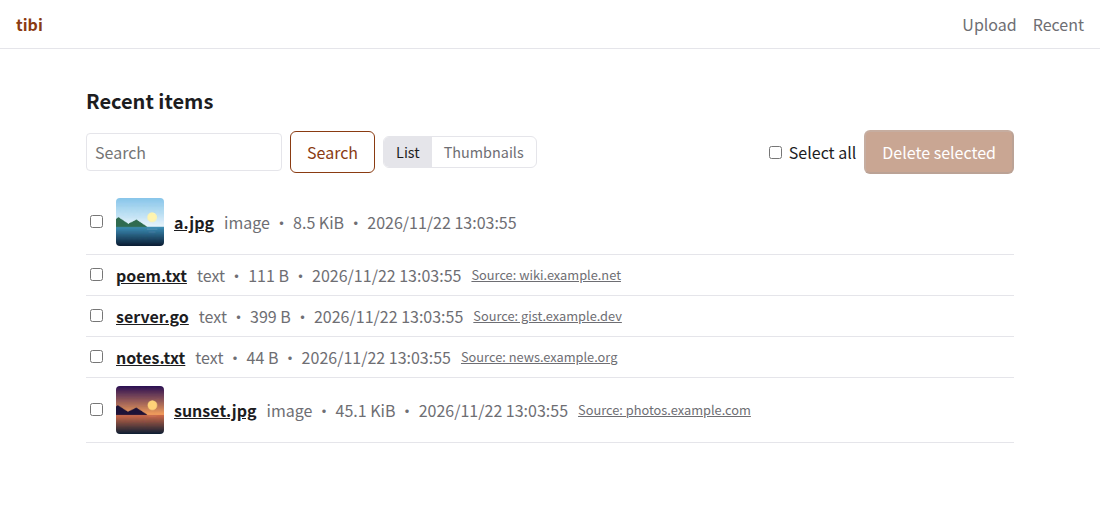 tibi Upload Recent
Recent items
Search Search List Thumbnails Select all Delete selected
a.jpg image • 8.5 KiB • 2026/11/22 13:03:55
poem.txt text • 111 B • 2026/11/22 13:03:55 Source: wiki.example.net
server.go text • 399 B • 2026/11/22 13:03:55 Source: gist.example.dev
notes.txt text • 44 B • 2026/11/22 13:03:55 Source: news.example.org
sunset.jpg image • 45.1 KiB • 2026/11/22 13:03:55 Source: photos.example.com